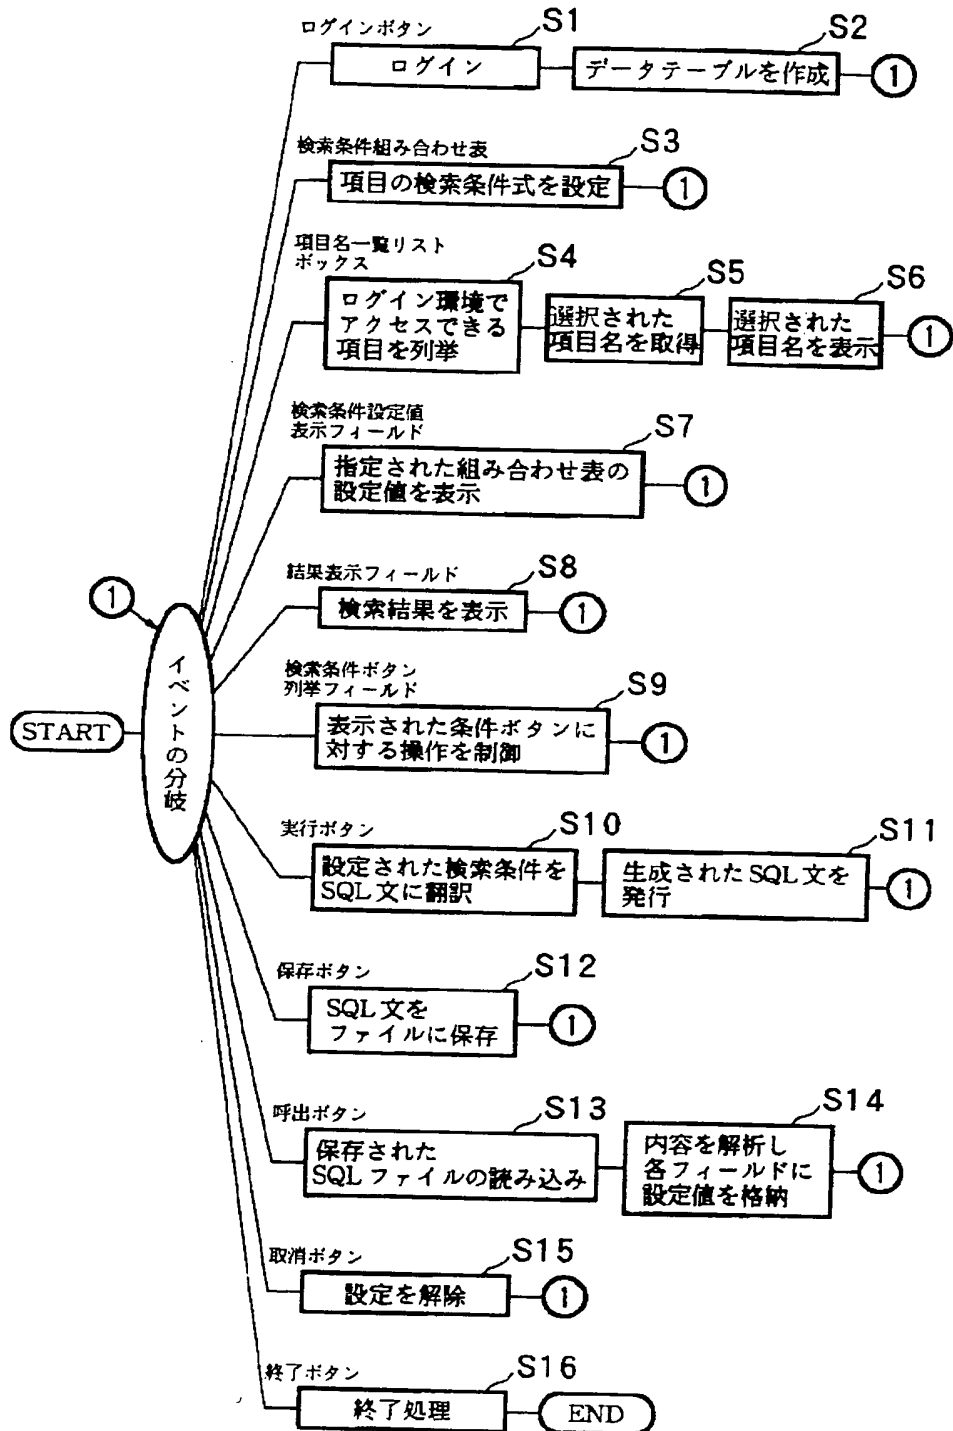 ログインボタン
S1
ログイン
S2
データテーブルを作成
1
検索条件組み合わせ表
S3
項目の検索条件式を設定
1
項目名一覧リスト
ボックス
S4
ログイン環境で
アクセスできる
項目を列挙
S5
選択された
項目名を取得
S6
選択された
項目名を表示
1
検索条件設定値
表示フィールド
S7
指定された組み合わせ表の
設定値を表示
1
結果表示フィールド
S8
検索結果を表示
1
1
イベントの分岐
START
検索条件ボタン
列挙フィールド
S9
表示された条件ボタンに
対する操作を制御
1
実行ボタン
S10
設定された検索条件を
SQL文に翻訳
S11
生成されたSQL文を
発行
1
保存ボタン
S12
SQL文を
ファイルに保存
1
呼出ボタン
S13
保存された
SQLファイルの読み込み
S14
内容を解析し
各フィールドに
設定値を格納
1
取消ボタン
S15
設定を解除
1
終了ボタン
S16
終了処理
END